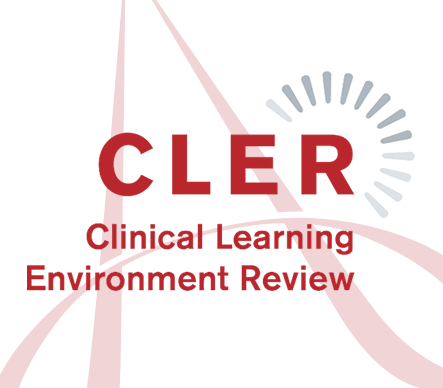 CLER
Clinical Learning
Environment Review